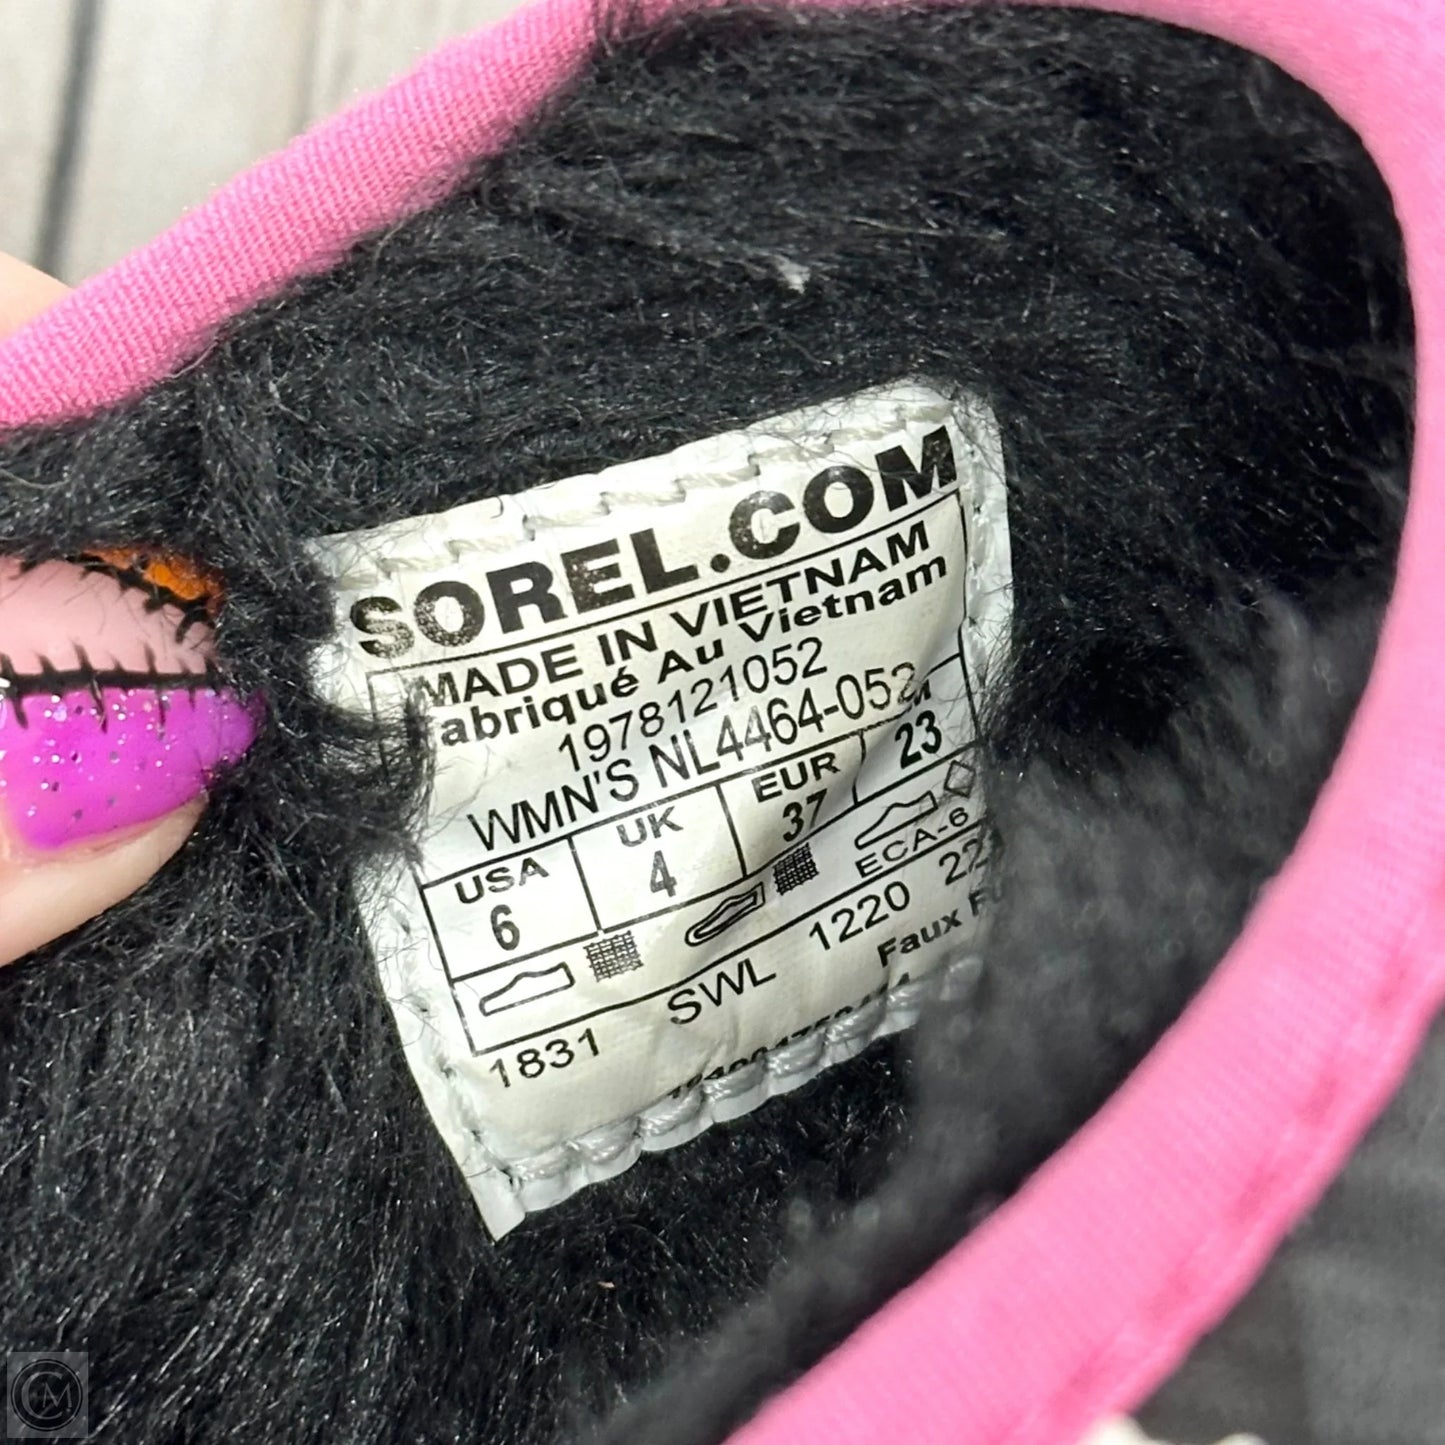 SOREL.COM
MADE IN VIETNAM
Fabriqué Au Vietnam
1978121052
WMN'S NL4464-052
USA UK EUR
6 4 37 23
ECA-6
1831 SWL 1220
Faux
CM